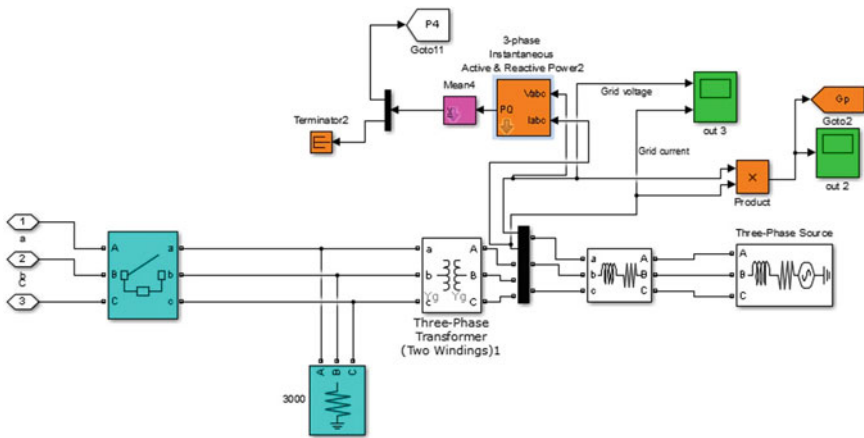 P4
Goto11
3-phase
Instantaneous
Active & Reactive Power2
Mean4
Vabc
PQ
Iabc
Terminator2
Grid voltage
out 3
Gp
Goto2
out 2
Grid current
×
Product
1
a
2
b
3
C
A
B
C
a
b
c
a
b
c
A
B
C
Yg
Yg
Three-Phase
Transformer
(Two Windings)1
a
b
c
A
B
C
Three-Phase Source
A
B
C
A
B
C
3000